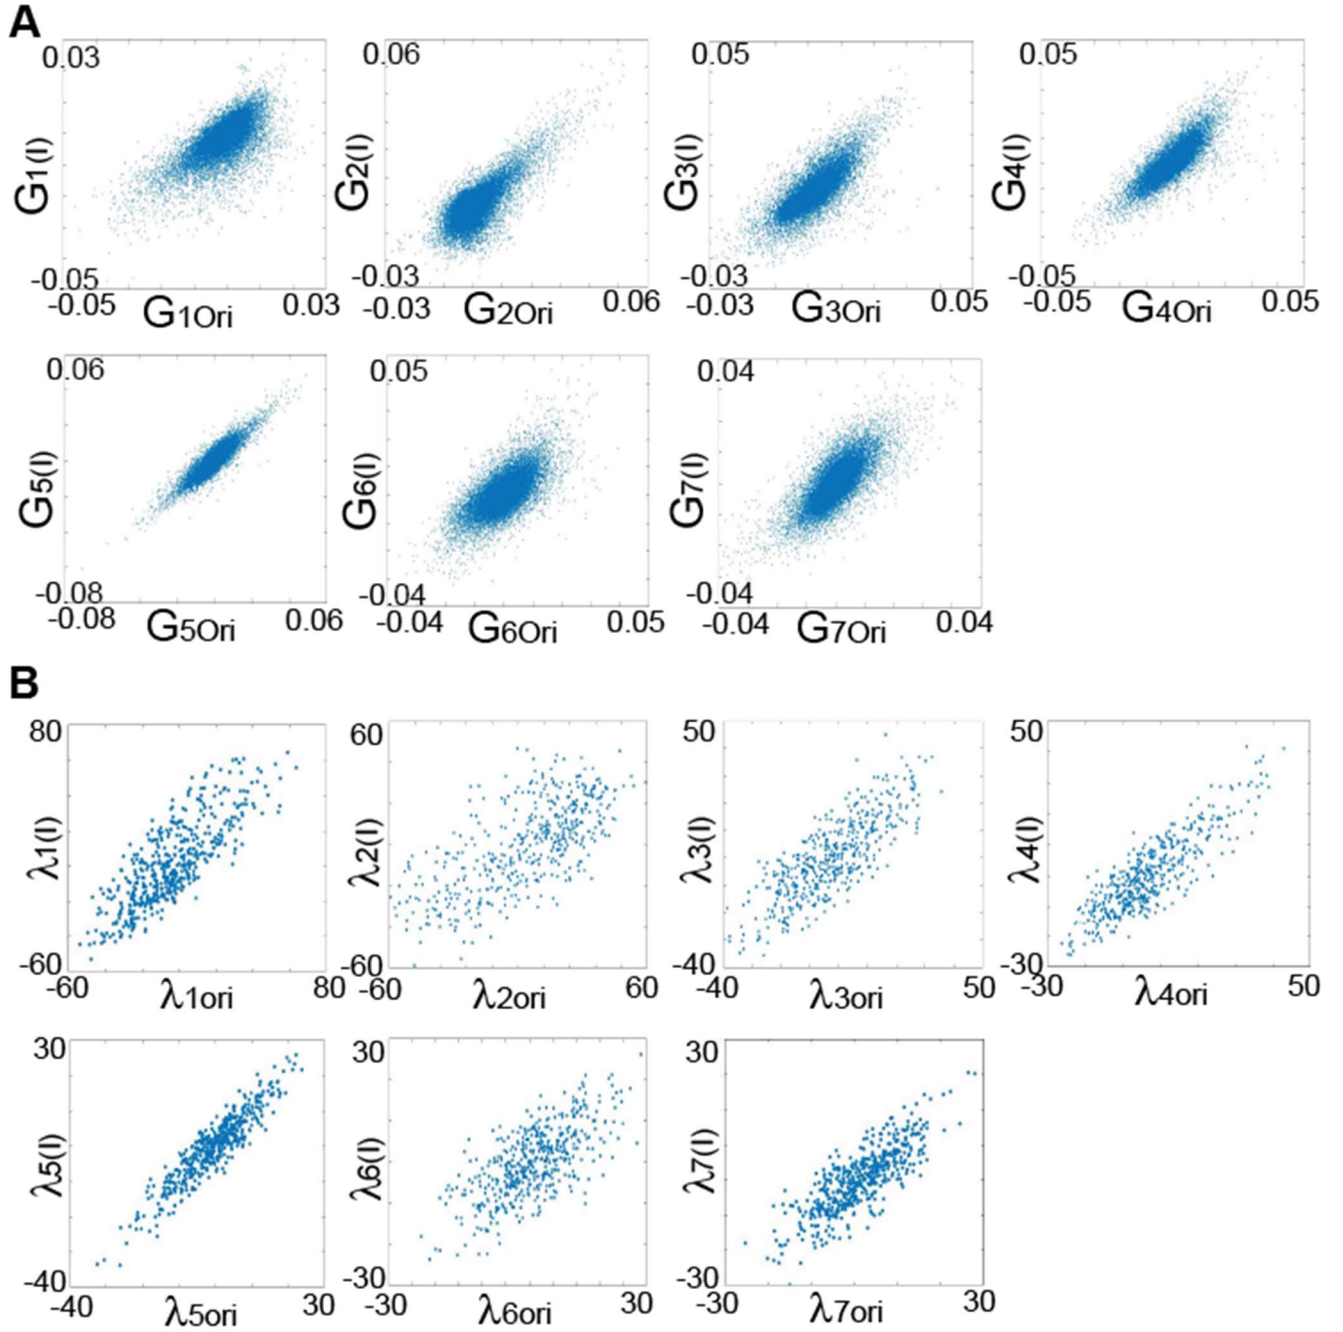 A
0.03
G1(I)
-0.05
-0.05
G1Ori
0.03
0.06
G2(I)
-0.03
-0.03
G2Ori
0.06
0.05
G3(I)
-0.03
-0.03
G3Ori
0.05
0.05
G4(I)
-0.05
-0.05
G4Ori
0.05
0.06
G5(I)
-0.08
-0.08
G5Ori
0.06
0.05
G6(I)
-0.04
-0.04
G6Ori
0.05
0.04
G7(I)
-0.04
-0.04
G7Ori
0.04
B
80
λ1(I)
-60
-60
λ1ori
80
60
λ2(I)
-60
-60
λ2ori
60
50
λ3(I)
-40
-40
λ3ori
50
50
λ4(I)
-30
-30
λ4ori
50
30
λ5(I)
-40
-40
λ5ori
30
30
λ6(I)
-30
-30
λ6ori
30
30
λ7(I)
-30
-30
λ7ori
30